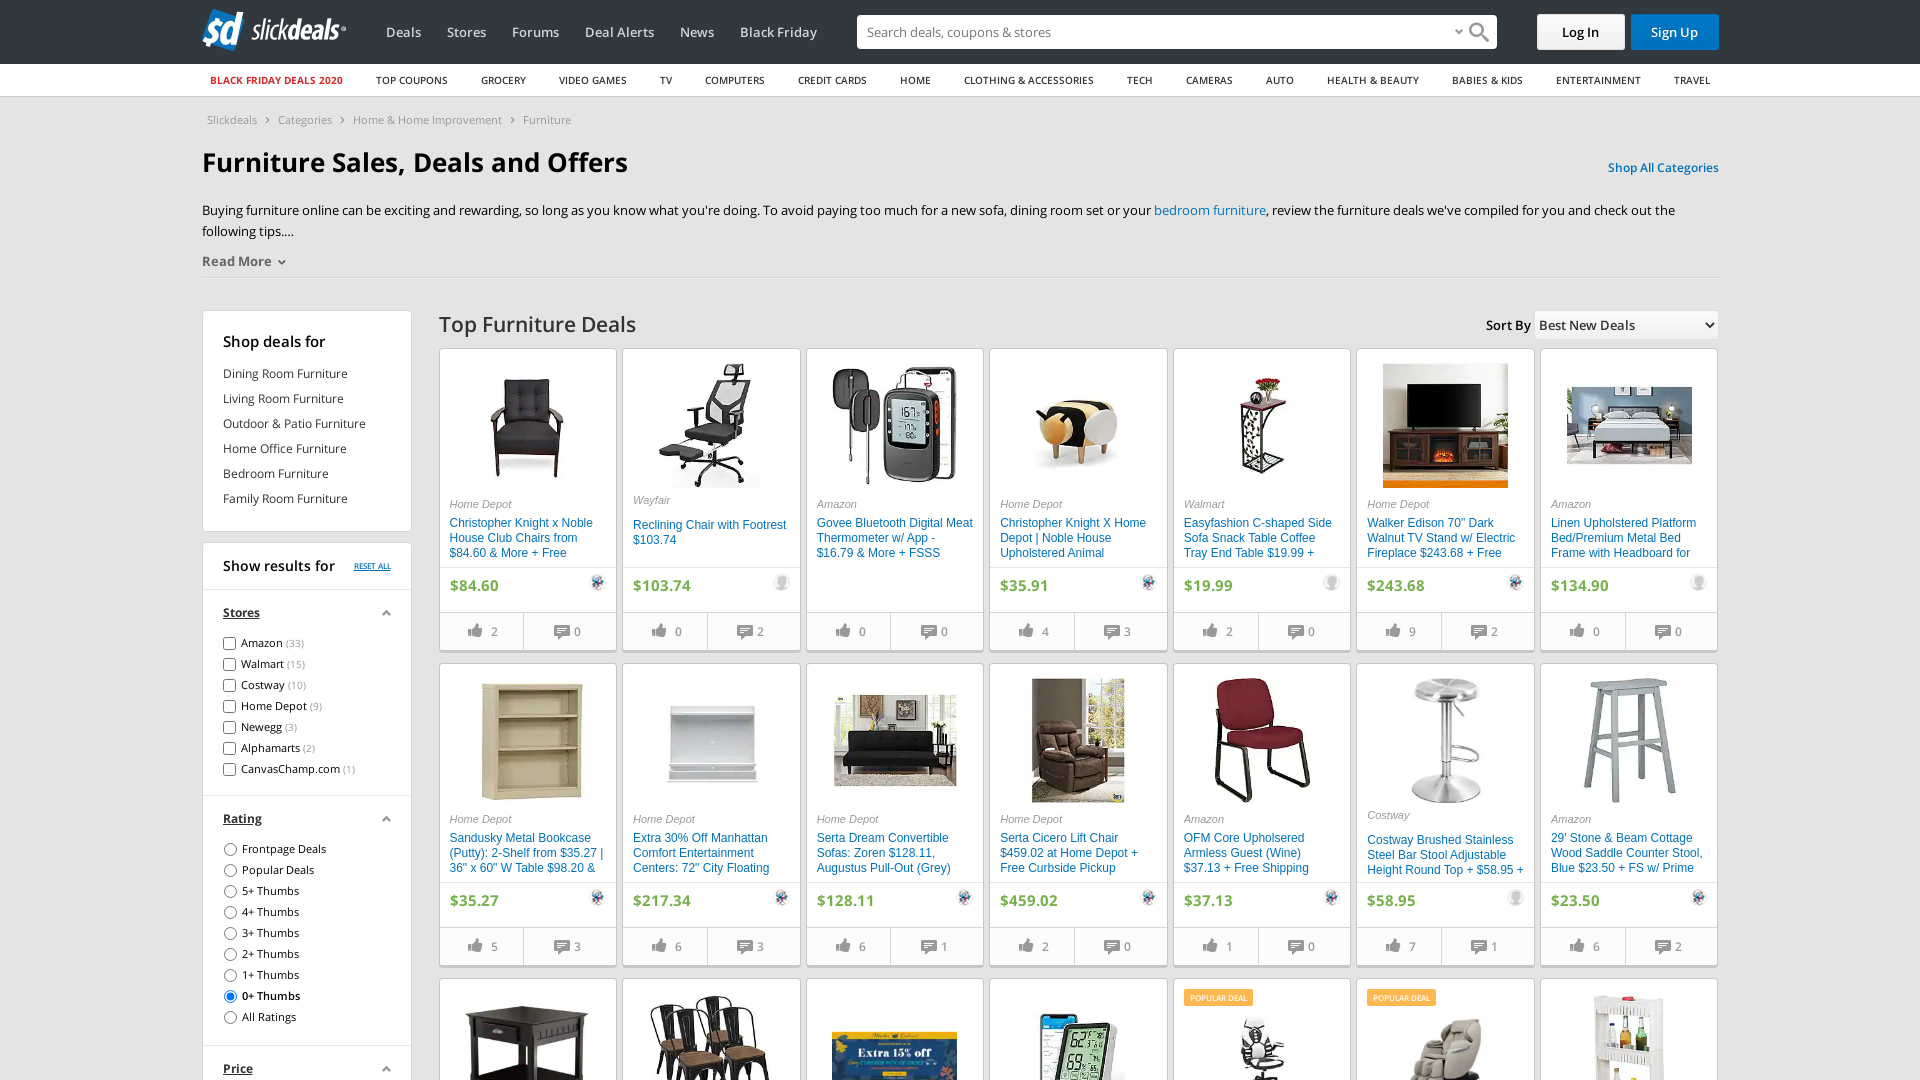 slickdeals
Deals
Stores
Forums
Deal Alerts
News
Black Friday
Search deals, coupons & stores
Log In
Sign Up
BLACK FRIDAY DEALS 2020
TOP COUPONS
GROCERY
VIDEO GAMES
TV
COMPUTERS
CREDIT CARDS
HOME
CLOTHING & ACCESSORIES
TECH
CAMERAS
AUTO
HEALTH & BEAUTY
BABIES & KIDS
ENTERTAINMENT
TRAVEL
Slickdeals > Categories > Home & Home Improvement > Furniture
Furniture Sales, Deals and Offers
Shop All Categories
Buying furniture online can be exciting and rewarding, so long as you know what you're doing. To avoid paying too much for a new sofa, dining room set or your bedroom furniture, review the furniture deals we've compiled for you and check out the
following tips....
Read More
Shop deals for
Dining Room Furniture
Living Room Furniture
Outdoor & Patio Furniture
Home Office Furniture
Bedroom Furniture
Family Room Furniture
Show results for
RESET ALL
Stores
Amazon (33)
Walmart (15)
Costway (10)
Home Depot (9)
Newegg (3)
Alphamarts (2)
CanvasChamp.com (1)
Rating
Frontpage Deals
Popular Deals
5+ Thumbs
4+ Thumbs
3+ Thumbs
2+ Thumbs
1+ Thumbs
0+ Thumbs
All Ratings
Price
Top Furniture Deals
Sort By
Best New Deals
Home Depot
Christopher Knight x Noble
House Club Chairs from
$84.60 & More + Free
$84.60
2
0
Wayfair
Reclining Chair with Footrest
$103.74
$103.74
0
2
Amazon
Govee Bluetooth Digital Meat
Thermometer w/ App -
$16.79 & More + FSSS
0
0
Home Depot
Christopher Knight X Home
Depot | Noble House
Upholstered Animal
$35.91
4
3
Walmart
Easyfashion C-shaped Side
Sofa Snack Table Coffee
Tray End Table $19.99 +
$19.99
2
0
Home Depot
Walker Edison 70" Dark
Walnut TV Stand w/ Electric
Fireplace $243.68 + Free
$243.68
9
2
Amazon
Linen Upholstered Platform
Bed/Premium Metal Bed
Frame with Headboard for
$134.90
0
0
Home Depot
Sandusky Metal Bookcase
(Putty): 2-Shelf from $35.27 |
36" x 60" W Table $98.20 &
$35.27
5
3
Home Depot
Extra 30% Off Manhattan
Comfort Entertainment
Centers: 72" City Floating
$217.34
6
3
Home Depot
Serta Dream Convertible
Sofas: Zoren $128.11,
Augustus Pull-Out (Grey)
$128.11
6
1
Home Depot
Serta Cicero Lift Chair
$459.02 at Home Depot +
Free Curbside Pickup
$459.02
2
0
Amazon
OFM Core Upholsered
Armless Guest (Wine)
$37.13 + Free Shipping
$37.13
1
0
Costway
Costway Brushed Stainless
Steel Bar Stool Adjustable
Height Round Top + $58.95 +
$58.95
7
1
Amazon
29' Stone & Beam Cottage
Wood Saddle Counter Stool,
Blue $23.50 + FS w/ Prime
$23.50
6
2
Extra 15% off
POPULAR DEAL
POPULAR DEAL